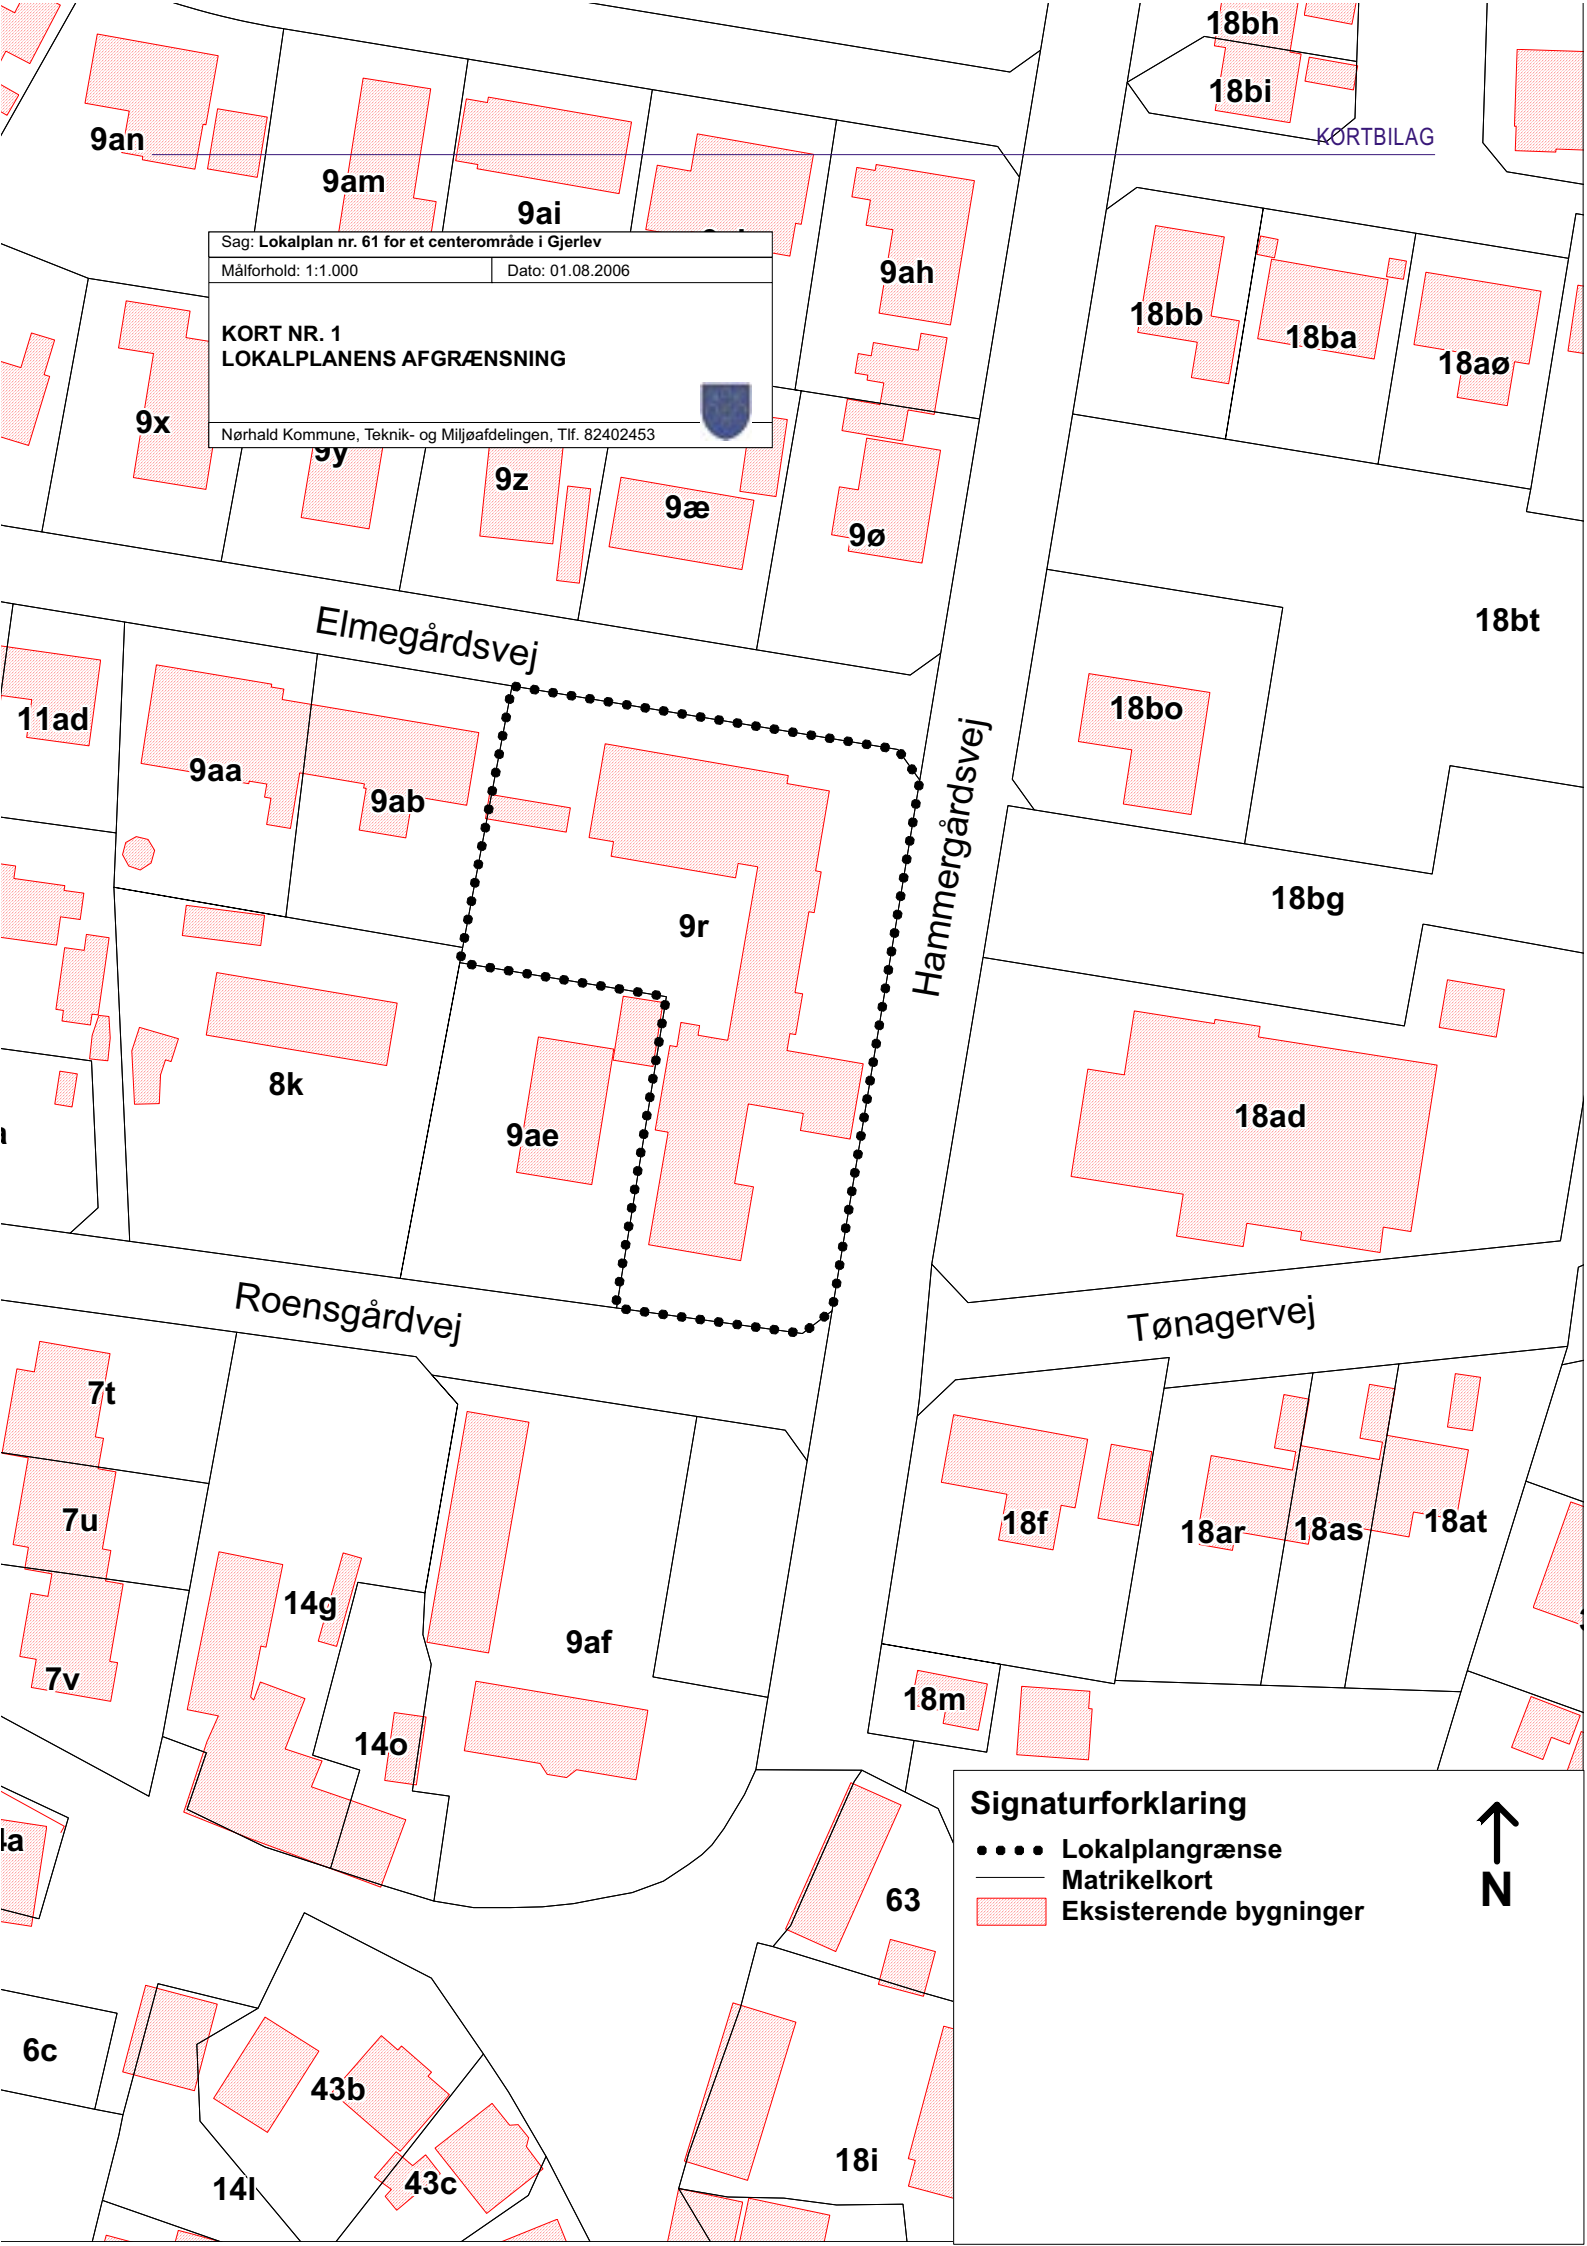 18bh
18bi
KORTBILAG
9an
9am
9ai
Sag: Lokalplan nr. 61 for et centerområde i Gjerlev
Målforhold: 1:1.000 Dato: 01.08.2006
KORT NR. 1
LOKALPLANENS AFGRÆNSNING
Nørhald Kommune, Teknik- og Miljøafdelingen, Tlf. 82402453
9ah
18bb
18ba
18aø
9x
9y
9z
9æ
9ø
Elmegårdsvej
18bt
11ad
9aa
9ab
18bo
Hammergårdsvej
9r
18bg
8k
9ae
18ad
Roensgårdvej
Tønagervej
7t
7u
7v
14g
14o
9af
18f
18ar
18as
18at
18m
Signaturforklaring
Lokalplangrænse
Matrikelkort
Eksisterende bygninger
N
63
6c
43b
43c
14l
18i